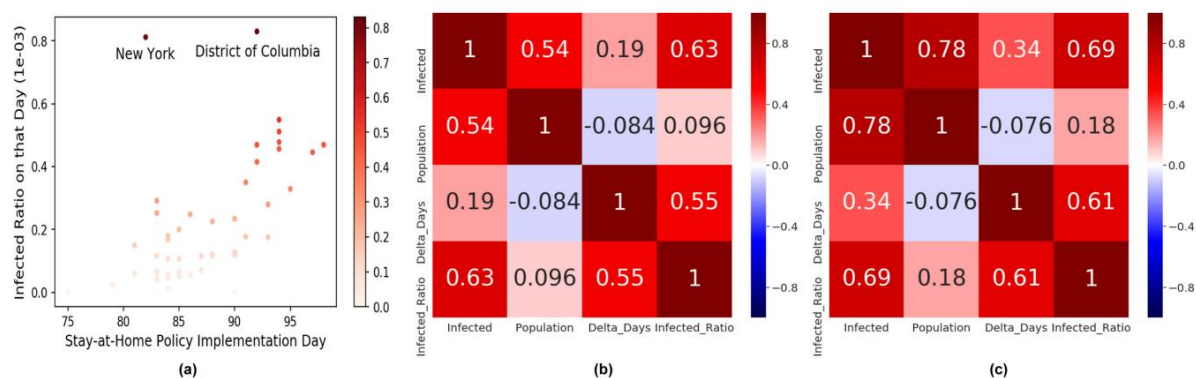 Infected Ratio on that Day (1e-03)
0.8
0.6
0.4
0.2
0.0
New York
District of Columbia
75 80 85 90 95
Stay-at-Home Policy Implementation Day
0.8
0.7
0.6
0.5
0.4
0.3
0.2
0.1
0.0
(a)
Infected
Population
Delta_Days
Infected_Ratio
1 0.54 0.19 0.63
0.54 1 -0.084 0.096
0.19 -0.084 1 0.55
0.63 0.096 0.55 1
Infected Population Delta_Days Infected_Ratio
0.8
0.4
0.0
−0.4
−0.8
(b)
Infected
Population
Delta_Days
Infected_Ratio
1 0.78 0.34 0.69
0.78 1 -0.076 0.18
0.34 -0.076 1 0.61
0.69 0.18 0.61 1
Infected Population Delta_Days Infected_Ratio
0.8
0.4
0.0
−0.4
−0.8
(c)